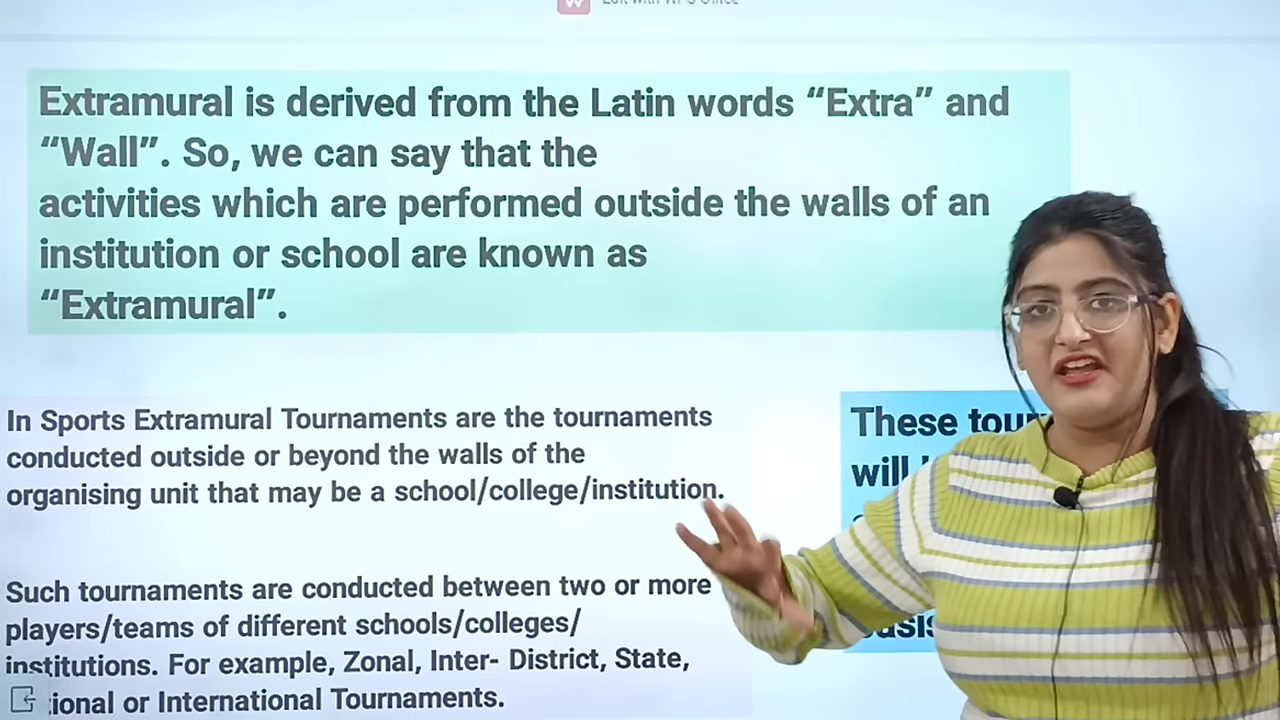 Extramural is derived from the Latin words “Extra” and
“Wall”. So, we can say that the
activities which are performed outside the walls of an
institution or school are known as
“Extramural”.
In Sports Extramural Tournaments are the tournaments
conducted outside or beyond the walls of the
organising unit that may be a school/college/institution.
Such tournaments are conducted between two or more
players/teams of different schools/colleges/
institutions. For example, Zonal, Inter- District, State,
or International Tournaments.
These
will